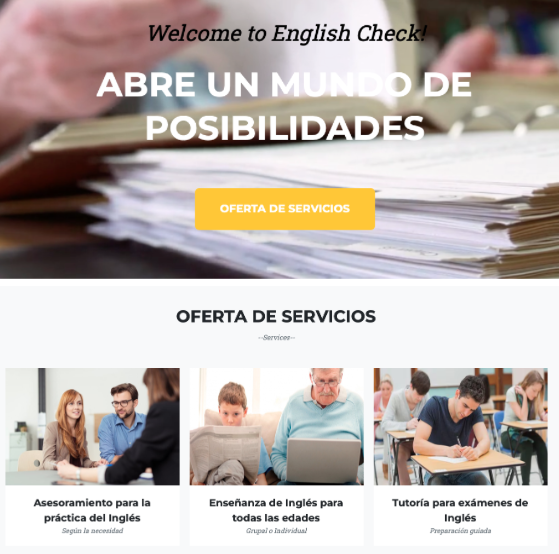 Welcome to English Check!
ABRE UN MUNDO DE
POSIBILIDADES
OFERTA DE SERVICIOS
OFERTA DE SERVICIOS
--Services--
Asesoramiento para la
práctica del Inglés
Según la necesidad
Enseñanza de Inglés para
todas las edades
Grupal o Individual
Tutoría para exámenes de
Inglés
Preparación guiada